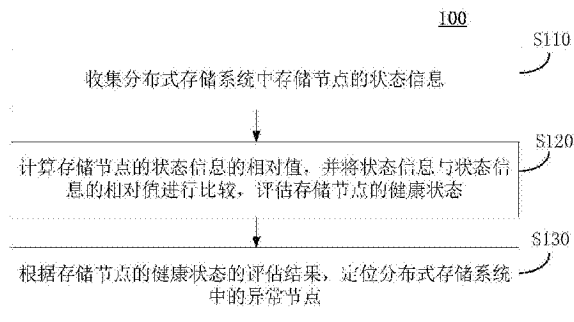 100
S110
收集分布式存储系统中存储节点的状态信息
S120
计算存储节点的状态信息的相对值，并将状态信息与状态信
息的相对值进行比较，评估存储节点的健康状态
S130
根据存储节点的健康状态的评估结果，定位分布式存储系统
中的异常节点